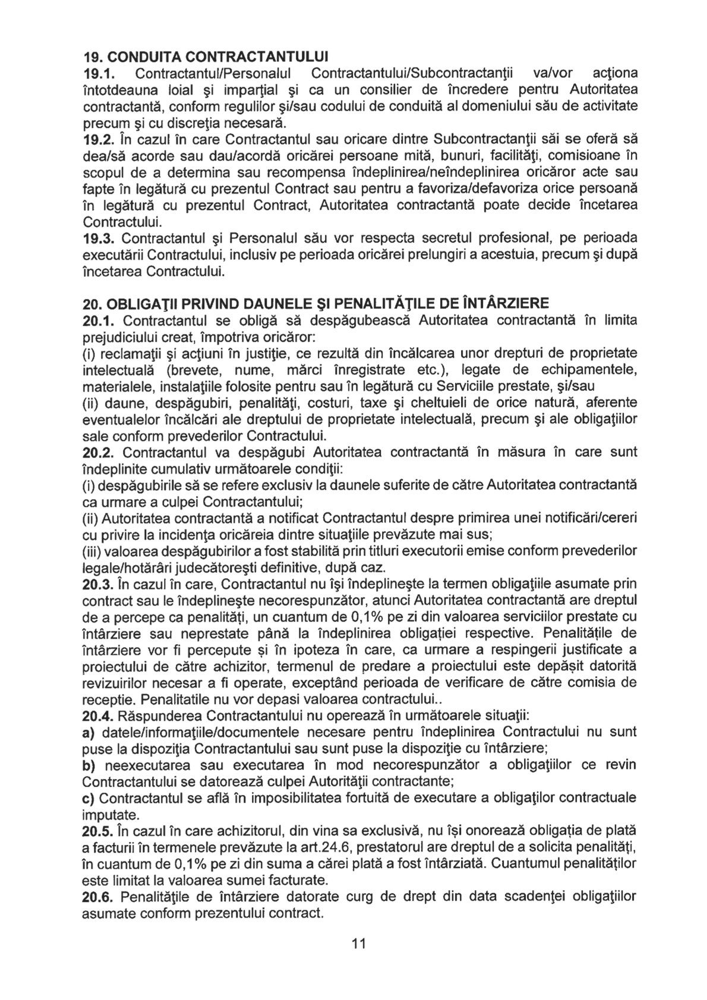 19. CONDUITA CONTRACTANTULUI
19.1. Contractantul/Personalul Contractantului/Subcontractanţii va/vor acţiona
întotdeauna loial şi imparţial şi ca un consilier de încredere pentru Autoritatea
contractantă, conform regulilor şi/sau codului de conduită al domeniului său de activitate
precum şi cu discreţia necesară.
19.2. În cazul în care Contractantul sau oricare dintre Subcontractanţii săi se oferă să
dea/să acorde sau dau/acordă oricărei persoane mită, bunuri, facilităţi, comisioane în
scopul de a determina sau recompensa îndeplinirea/neîndeplinirea oricăror acte sau
fapte în legătură cu prezentul Contract sau pentru a favoriza/defavoriza orice persoană
în legătură cu prezentul Contract, Autoritatea contractantă poate decide încetarea
Contractului.
19.3. Contractantul şi Personalul său vor respecta secretul profesional, pe perioada
executării Contractului, inclusiv pe perioada oricărei prelungiri a acestuia, precum şi după
încetarea Contractului.
20. OBLIGAŢII PRIVIND DAUNELE ŞI PENALITĂŢILE DE ÎNTÂRZIERE
20.1. Contractantul se obligă să despăgubească Autoritatea contractantă în limita
prejudiciului creat, împotriva oricăror:
(i) reclamaţii şi acţiuni în justiţie, ce rezultă din încălcarea unor drepturi de proprietate
intelectuală (brevete, nume, mărci înregistrate etc.), legate de echipamentele,
materialele, instalaţiile folosite pentru sau în legătură cu Serviciile prestate, şi/sau
(ii) daune, despăgubiri, penalităţi, costuri, taxe şi cheltuieli de orice natură, aferente
eventualelor încălcări ale dreptului de proprietate intelectuală, precum şi ale obligaţiilor
sale conform prevederilor Contractului.
20.2. Contractantul va despăgubi Autoritatea contractantă în măsura în care sunt
îndeplinite cumulativ următoarele condiţii:
(i) despăgubirile să se refere exclusiv la daunele suferite de către Autoritatea contractantă
ca urmare a culpei Contractantului;
(ii) Autoritatea contractantă a notificat Contractantul despre primirea unei notificări/cereri
cu privire la incidenţa oricăreia dintre situaţiile prevăzute mai sus;
(iii) valoarea despăgubirilor a fost stabilită prin titluri executorii emise conform prevederilor
legale/hotărâri judecătoreşti definitive, după caz.
20.3. În cazul în care, Contractantul nu îşi îndeplineşte la termen obligaţiile asumate prin
contract sau le îndeplineşte necorespunzător, atunci Autoritatea contractantă are dreptul
de a percepe ca penalități, un cuantum de 0,1% pe zi din valoarea serviciilor prestate cu
întârziere sau neprestate până la îndeplinirea obligației respective. Penalitățile de
întârziere vor fi percepute și în ipoteza în care, ca urmare a respingerii justificate a
proiectului de către achizitor, termenul de predare a proiectului este depășit datorită
revizuirilor necesar a fi operate, exceptând perioada de verificare de către comisia de
receptie. Penalitatile nu vor depasi valoarea contractului..
20.4. Răspunderea Contractantului nu operează în următoarele situaţii:
a) datele/informaţiile/documentele necesare pentru îndeplinirea Contractului nu sunt
puse la dispoziţia Contractantului sau sunt puse la dispoziţie cu întârziere;
b) neexecutarea sau executarea în mod necorespunzător a obligaţiilor ce revin
Contractantului se datorează culpei Autorităţii contractante;
c) Contractantul se află în imposibilitatea fortuită de executare a obligaţilor contractuale
imputate.
20.5. În cazul în care achizitorul, din vina sa exclusivă, nu își onorează obligația de plată
a facturii în termenele prevăzute la art.24.6, prestatorul are dreptul de a solicita penalități,
în cuantum de 0,1% pe zi din suma a cărei plată a fost întârziată. Cuantumul penalităților
este limitat la valoarea sumei facturate.
20.6. Penalităţile de întârziere datorate curg de drept din data scadenţei obligaţiilor
asumate conform prezentului contract.
11